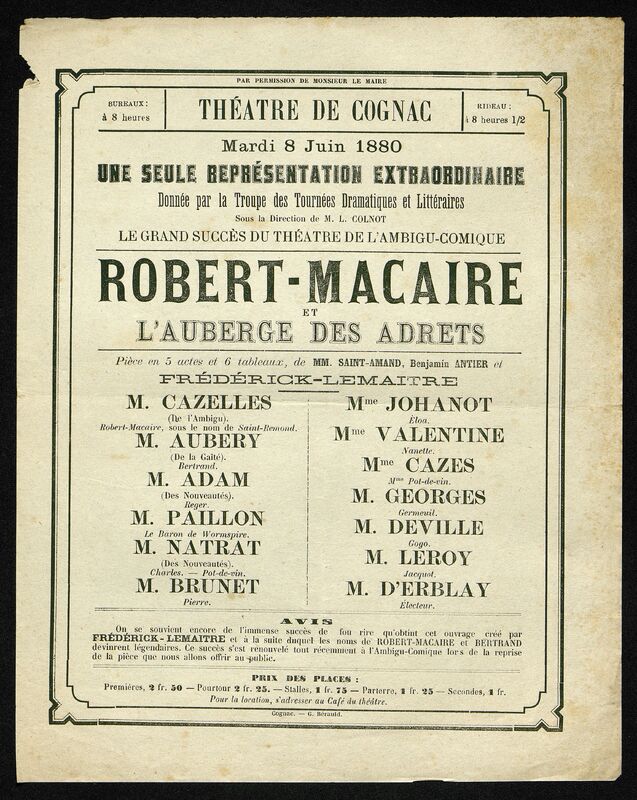 PAR PERMISSION DE MONSIEUR LE MAIRE
BUREAUX :
à 8 heures
THÉATRE DE COGNAC
RIDEAU :
à 8 heures 1/2
Mardi 8 Juin 1880
UNE SEULE REPRÉSENTATION EXTRAORDINAIRE
Donnée par la Troupe des Tournées Dramatiques et Littéraires
Sous la Direction de M. L. COLNOT
LE GRAND SUCCÈS DU THÉATRE DE L'AMBIGU-COMIQUE
ROBERT-MACAIRE
ET
L'AUBERGE DES ADRETS
Pièce en 5 actes et 6 tableaux, de MM. SAINT-AMAND, Benjamin ANTIER et
FRÉDÉRICK-LEMAITRE
M. CAZELLES
(De l'Ambigu).
Robert-Macaire, sous le nom de Saint-Remond.
M. AUBERY
(De la Gaîté).
Bertrand.
M. ADAM
(Des Nouveautés).
Reger.
M. PAILLON
Le Baron de Wormspire.
M. NATRAT
(Des Nouveautés).
Charles. — Pot-de-vin.
M. BRUNET
Pierre.
Mme JOHANOT
Eloa.
Mme VALENTINE
Nanette.
Mme CAZES
Mme Pot-de-vin.
M. GEORGES
Germeuil.
M. DEVILLE
Gogo.
M. LEROY
Jacquot.
M. D'ERBLAY
Electeur.
AVIS
On se souvient encore de l'immense succès de fou rire qu'obtint cet ouvrage créé par
FRÉDÉRICK-LEMAITRE et à la suite duquel les noms de ROBERT-MACAIRE et BERTRAND
devinrent légendaires. Ce succès s'est renouvelé tout récemment à l'Ambigu-Comique lors de la reprise
de la pièce que nous allons offrir au public.
PRIX DES PLACES :
Premières, 2 fr. 50 — Pourtour 2 fr. 25. — Stalles, 1 fr. 75 — Parterre, 1 fr. 25 — Secondes, 1 fr.
Pour la location, s'adresser au Café du théâtre.
Cognac. — G. Bérauld.